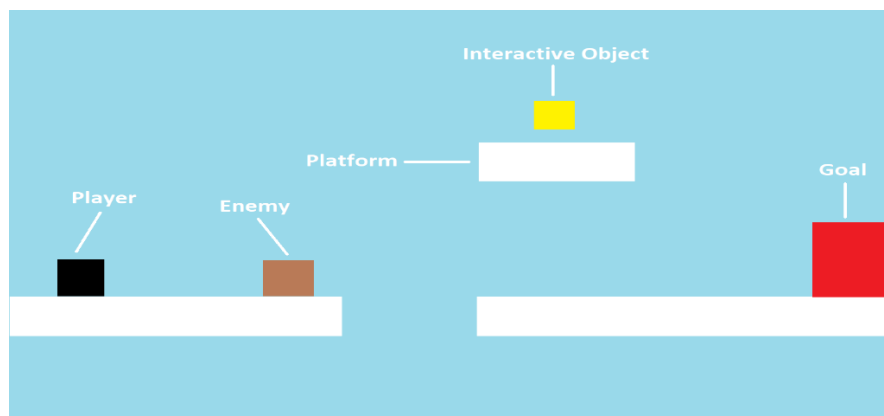 Interactive Object
Platform
Goal
Player
Enemy